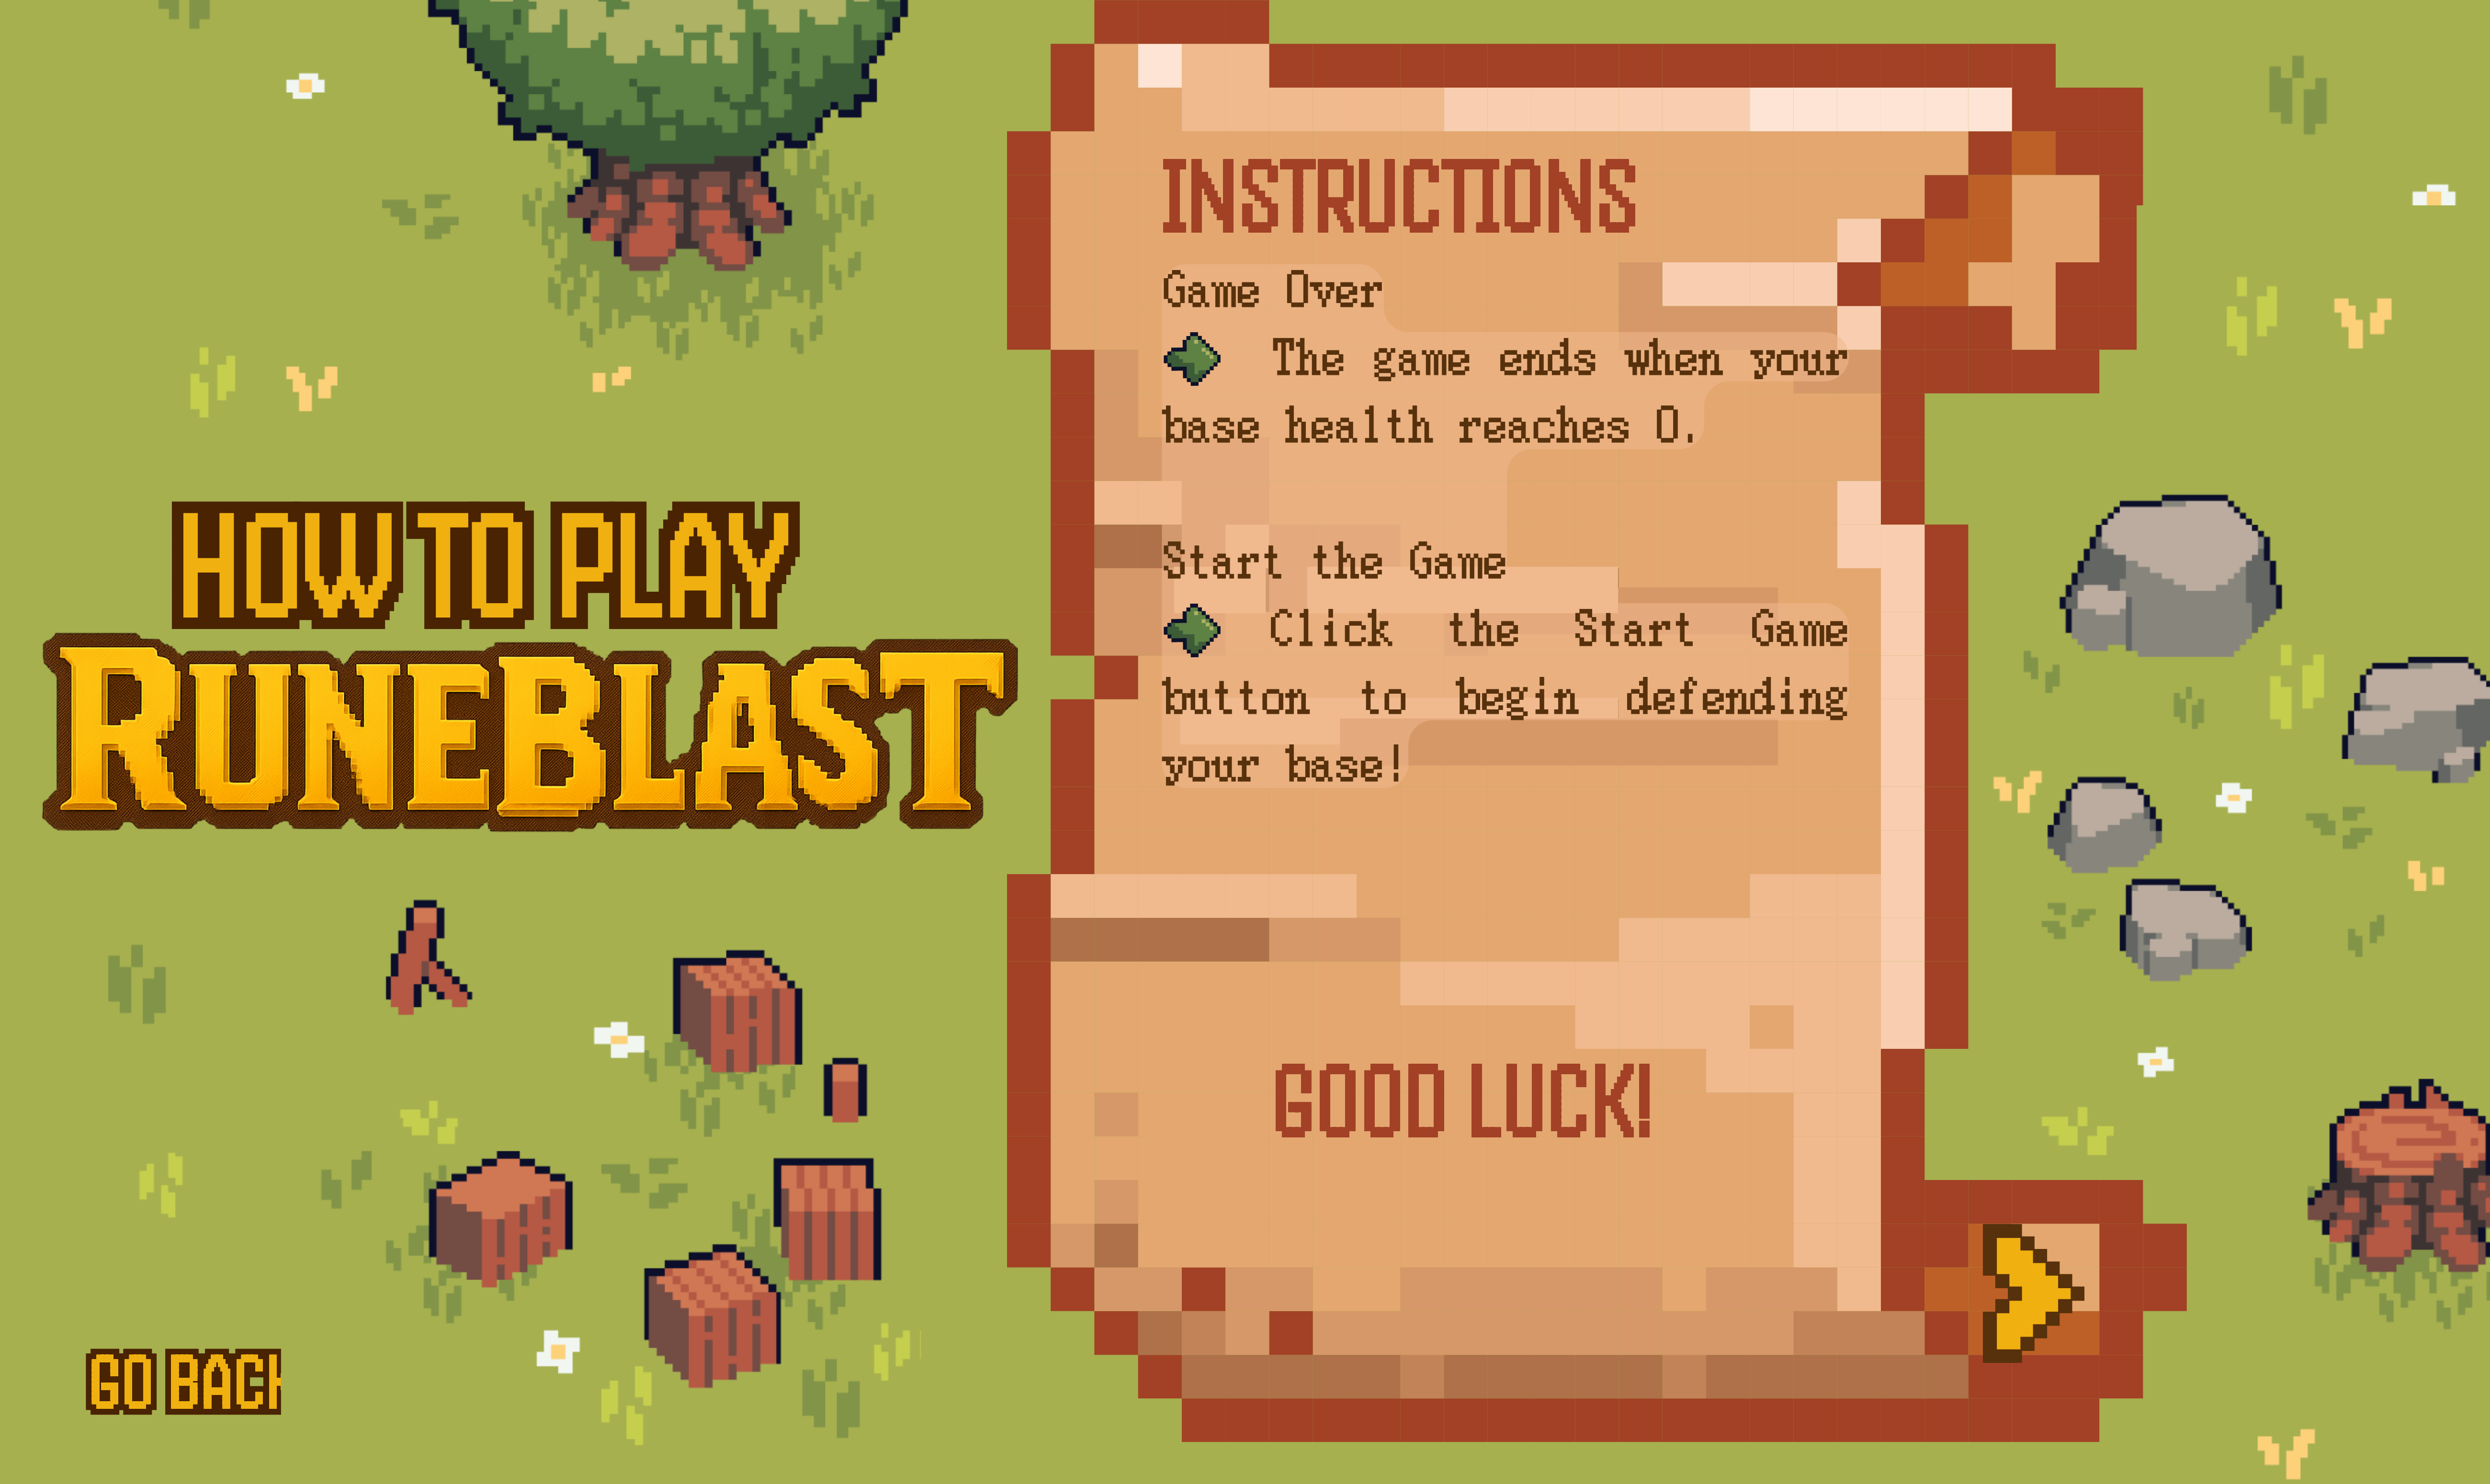 HOW TO PLAY
RUNEBLAST
INSTRUCTIONS
Game Over
The game ends when your
base health reaches 0.
Start the Game
Click the Start Game
button to begin defending
your base!
GOOD LUCK!
GO BACK